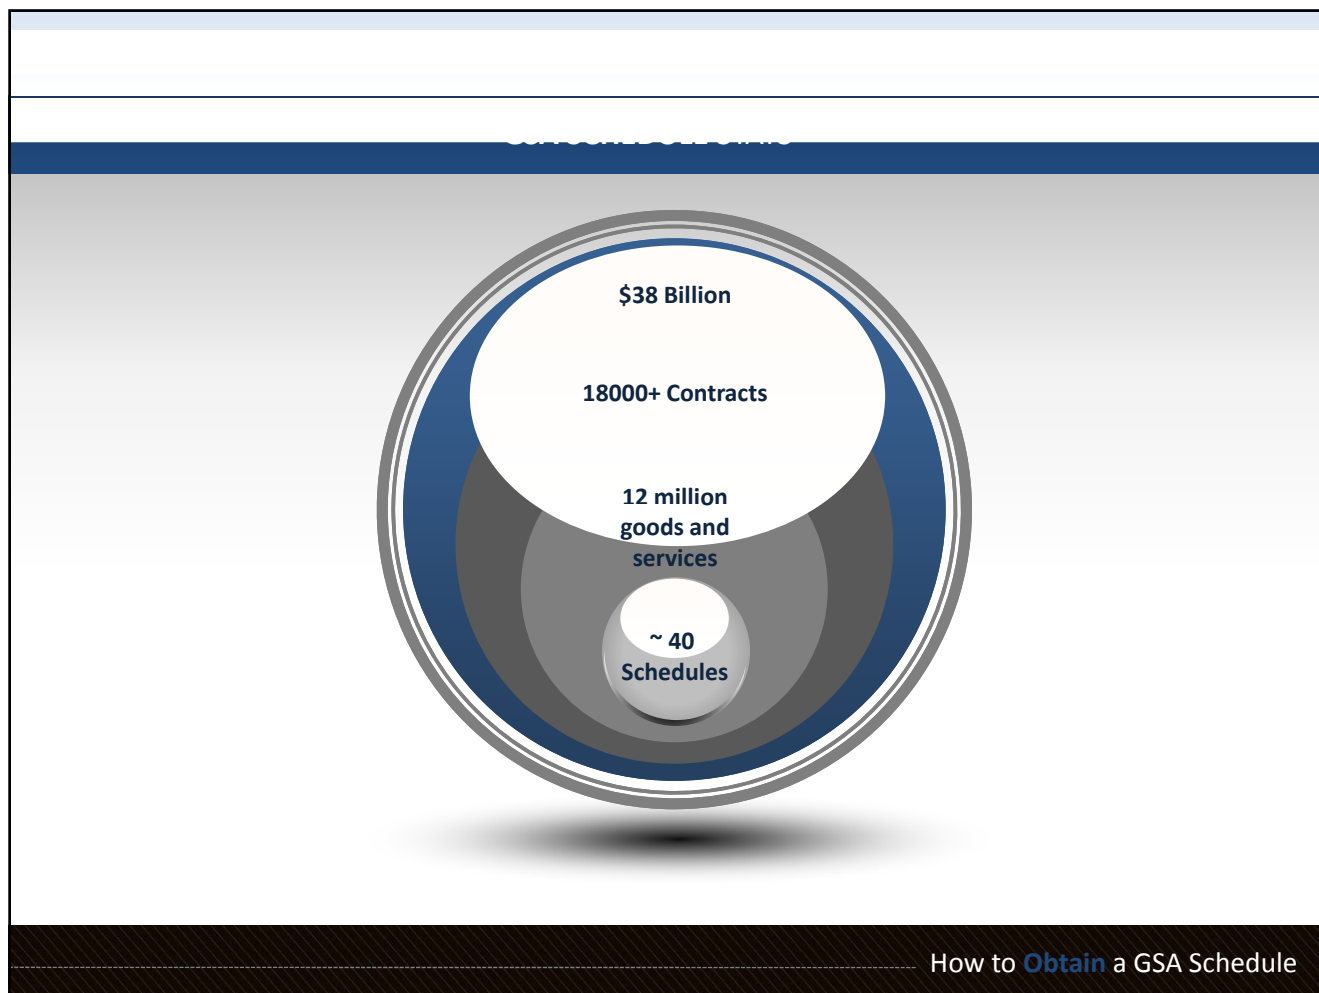 $38 Billion
18000+ Contracts
12 million
goods and
services
~ 40
Schedules
How to Obtain a GSA Schedule